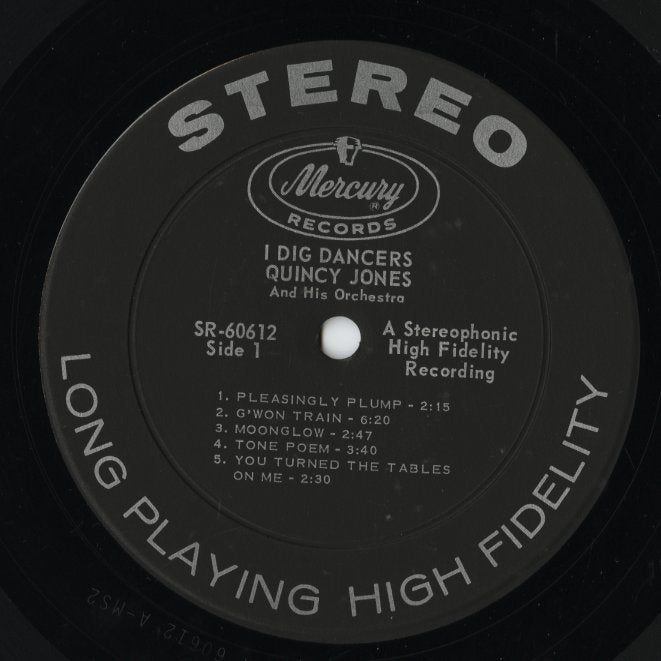 STEREO
Mercury
®
RECORDS
I DIG DANCERS
QUINCY JONES
And His Orchestra
SR-60612
Side 1
A Stereophonic
High Fidelity
Recording
1. PLEASINGLY PLUMP - 2:15
2. G'WON TRAIN - 6:20
3. MOONGLOW - 2:47
4. TONE POEM - 3:40
5. YOU TURNED THE TABLES
ON ME - 2:30
LONG PLAYING HIGH FIDELITY
60612 A-MS2